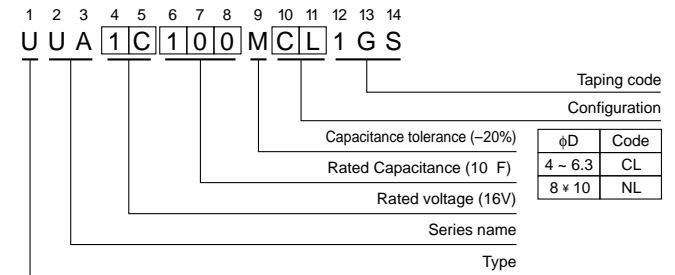 1 2 3 4 5 6 7 8 9 10 11 12 13 14
U U A 1 C 1 0 0 M C L 1 G S
Taping code
Configuration
Capacitance tolerance (–20%)
Rated Capacitance (10 F)
Rated voltage (16V)
Series name
Type
ϕD Code
4 ~ 6.3 CL
8 ¥ 10 NL